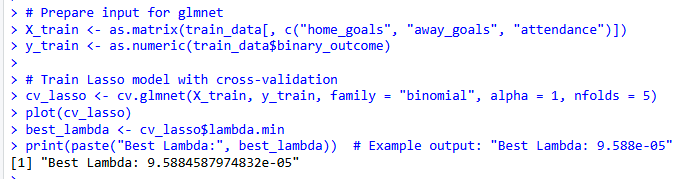 > # Prepare input for glmnet
> X_train <- as.matrix(train_data[, c("home_goals", "away_goals", "attendance")])
> y_train <- as.numeric(train_data$binary_outcome)
>
> # Train Lasso model with cross-validation
> cv_lasso <- cv.glmnet(X_train, y_train, family = "binomial", alpha = 1, nfolds = 5)
> plot(cv_lasso)
> best_lambda <- cv_lasso$lambda.min
> print(paste("Best Lambda:", best_lambda))  # Example output: "Best Lambda: 9.588e-05"
[1] "Best Lambda: 9.5884587974832e-05"
>